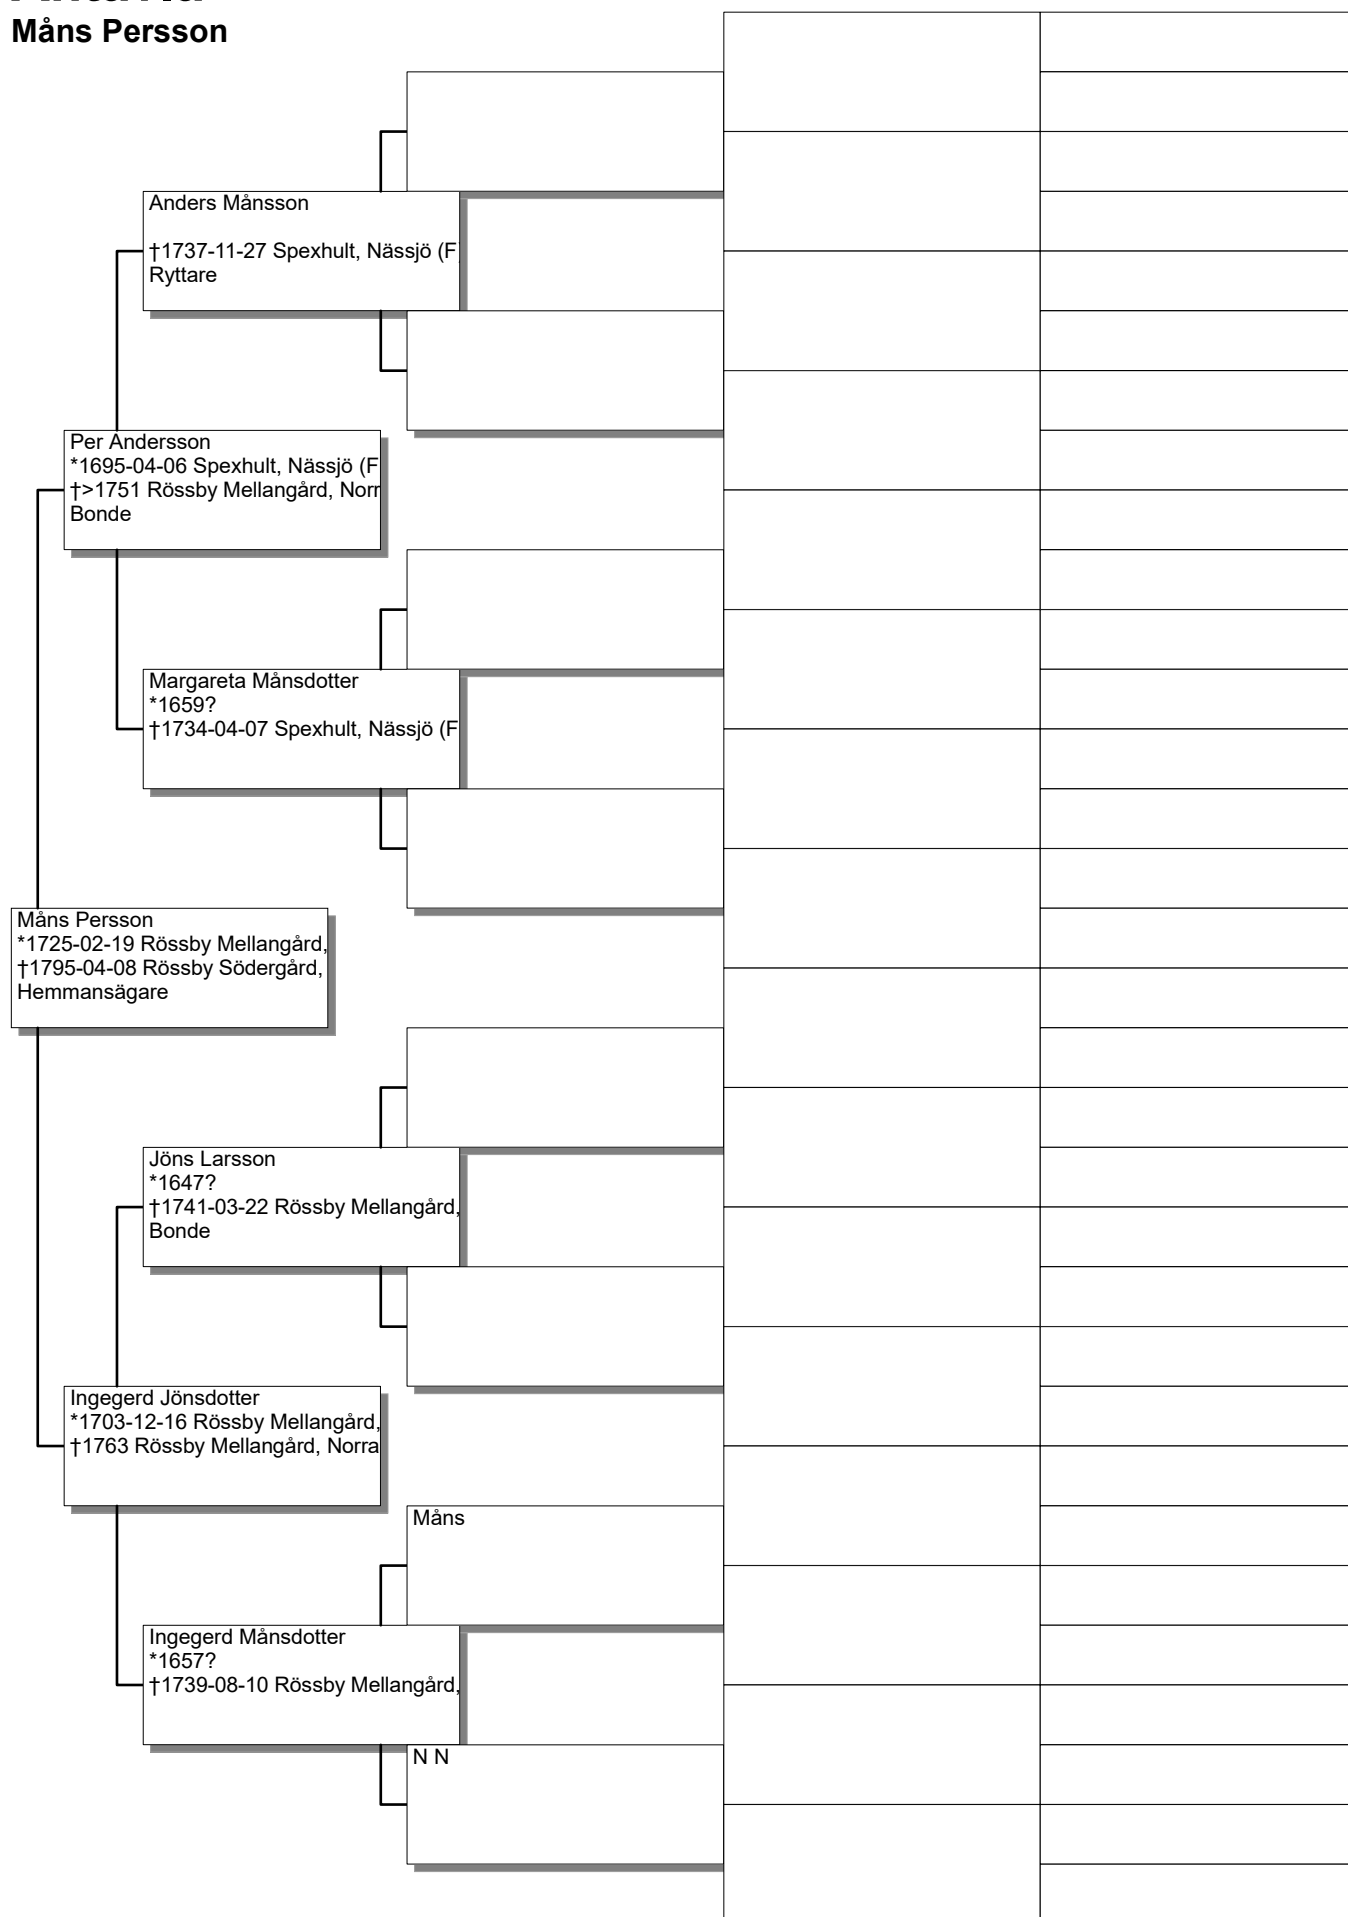 Måns Persson
Anders Månsson
†1737-11-27 Spexhult, Nässjö (F
Ryttare
Per Andersson
*1695-04-06 Spexhult, Nässjö (F
†>1751 Rössby Mellangård, Norr
Bonde
Margareta Månsdotter
*1659?
†1734-04-07 Spexhult, Nässjö (F
Måns Persson
*1725-02-19 Rössby Mellangård,
†1795-04-08 Rössby Södergård,
Hemmansägare
Jöns Larsson
*1647?
†1741-03-22 Rössby Mellangård,
Bonde
Ingegerd Jönsdotter
*1703-12-16 Rössby Mellangård,
†1763 Rössby Mellangård, Norra
Måns
Ingegerd Månsdotter
*1657?
†1739-08-10 Rössby Mellangård,
N N